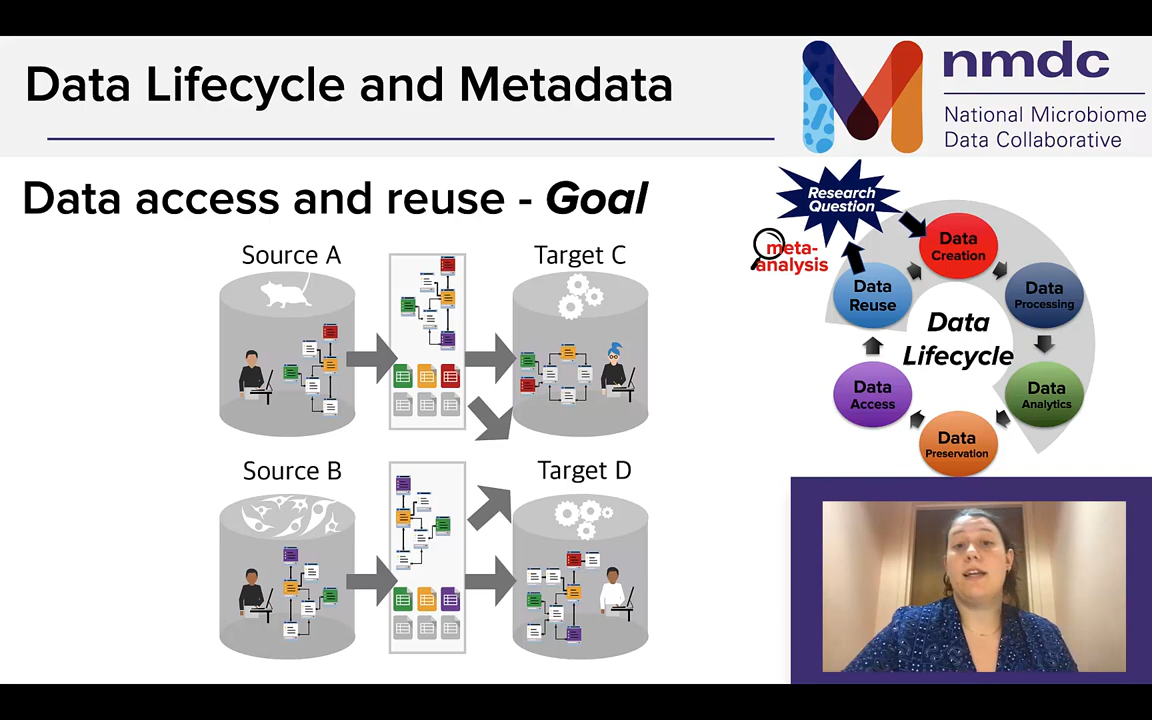 Data Lifecycle and Metadata
nmdc
National Microbiome
Data Collaborative
Data access and reuse - Goal
Source A
Target C
Source B
Target D
Research
Question
meta-
analysis
Data
Creation
Data
Processing
Data
Analytics
Data
Preservation
Data
Access
Data
Reuse
Data
Lifecycle